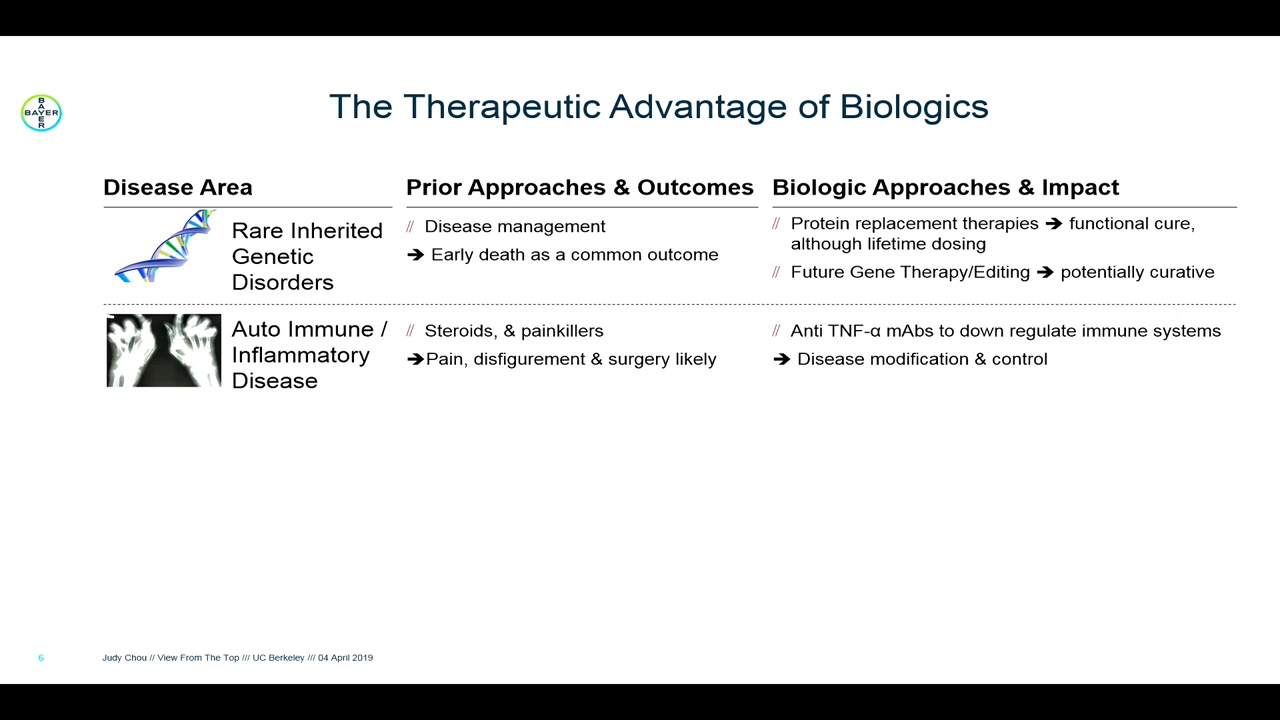 BAYER
BAYER
The Therapeutic Advantage of Biologics
Disease Area
Prior Approaches & Outcomes
Biologic Approaches & Impact
Rare Inherited
Genetic
Disorders
// Disease management
➔ Early death as a common outcome
// Protein replacement therapies ➔ functional cure,
although lifetime dosing
// Future Gene Therapy/Editing ➔ potentially curative
Auto Immune /
Inflammatory
Disease
// Steroids, & painkillers
➔Pain, disfigurement & surgery likely
// Anti TNF-α mAbs to down regulate immune systems
➔ Disease modification & control
6
Judy Chou // View From The Top /// UC Berkeley /// 04 April 2019